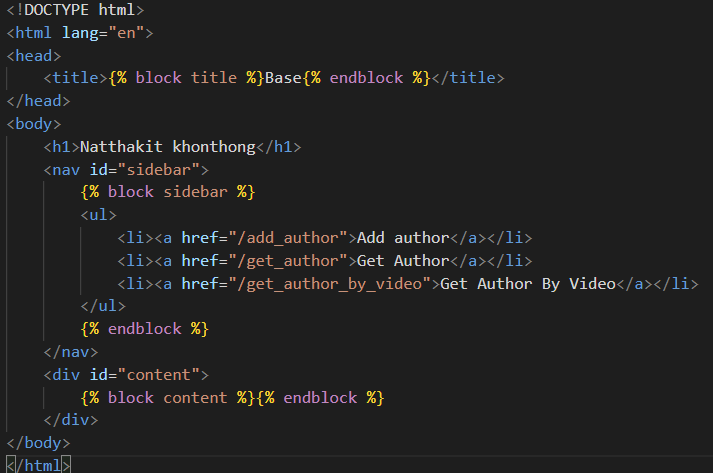 <!DOCTYPE html>
<html lang="en">
<head>
    <title>{% block title %}Base{% endblock %}</title>
</head>
<body>
    <h1>Natthakit khonthong</h1>
    <nav id="sidebar">
        {% block sidebar %}
        <ul>
            <li><a href="/add_author">Add author</a></li>
            <li><a href="/get_author">Get Author</a></li>
            <li><a href="/get_author_by_video">Get Author By Video</a></li>
        </ul>
        {% endblock %}
    </nav>
    <div id="content">
        {% block content %}{% endblock %}
    </div>
</body>
</html>